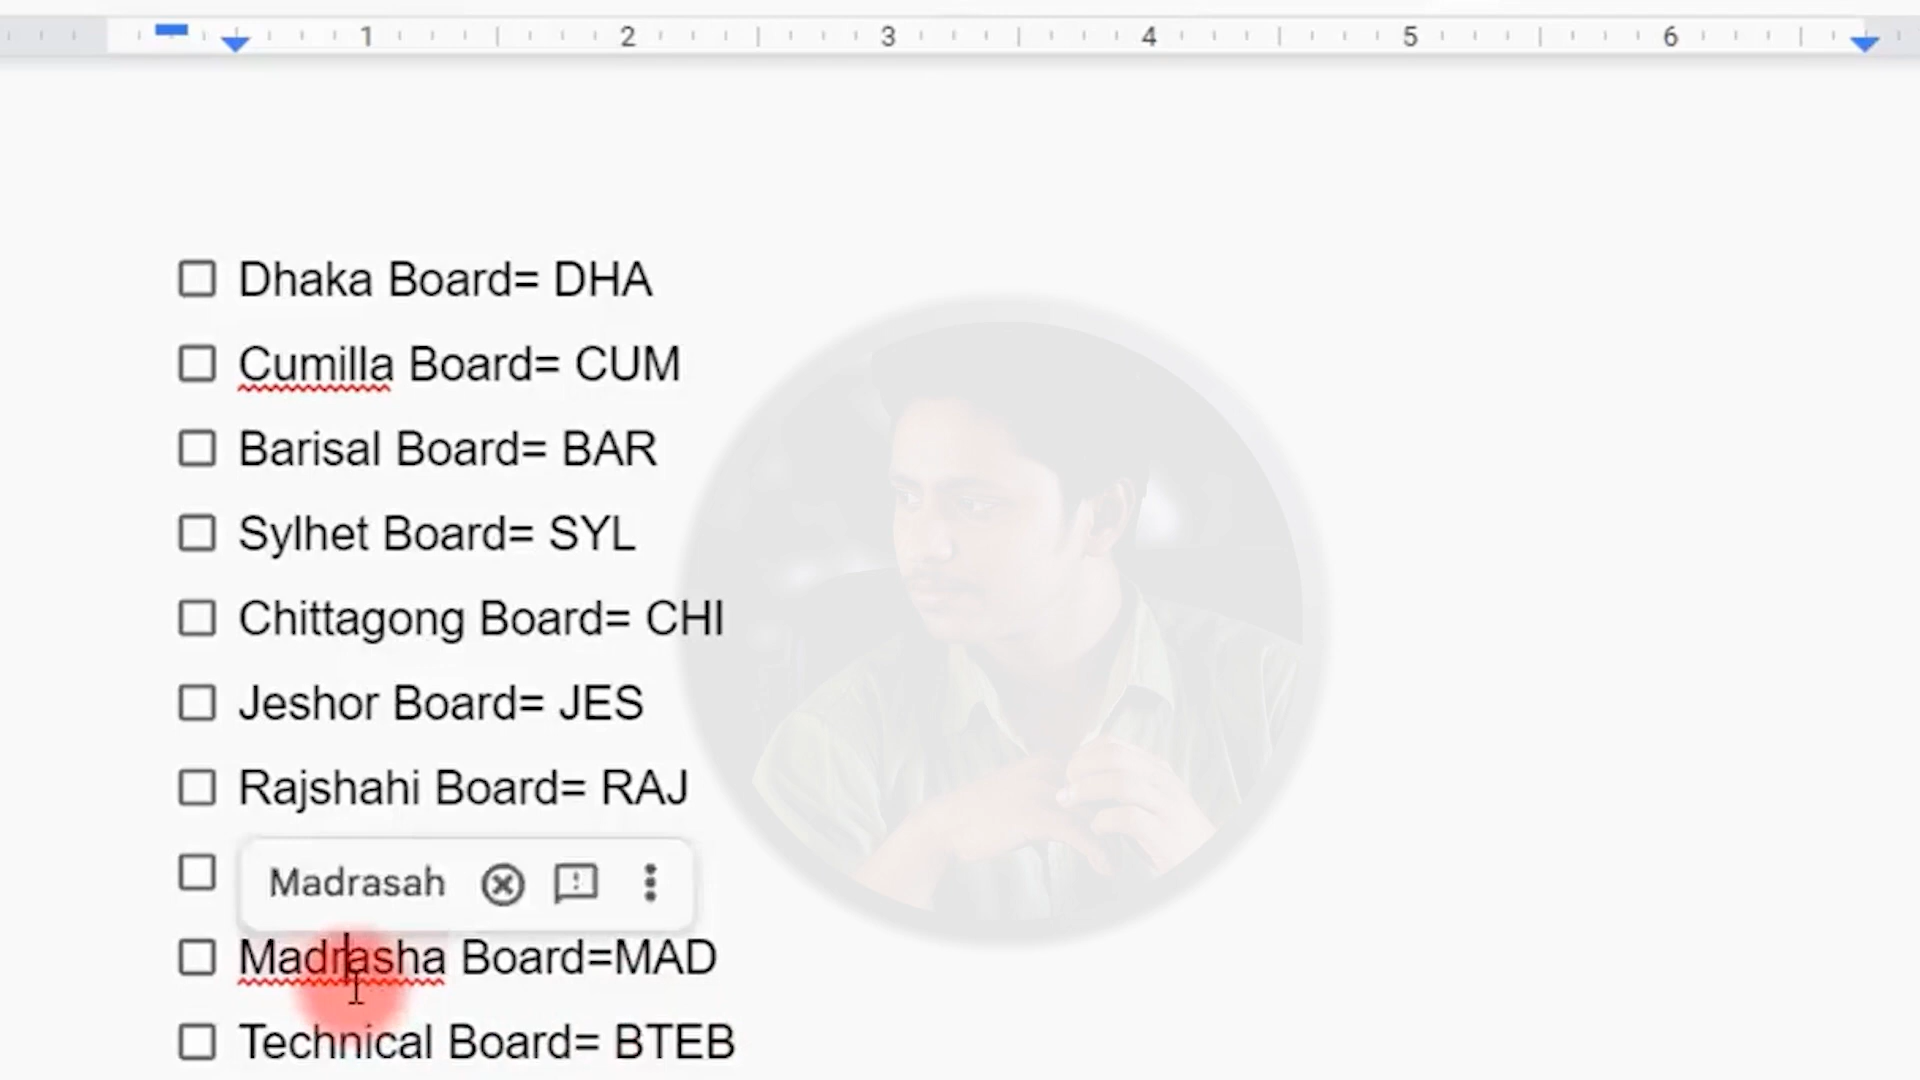 1 2 3 4 5 6
Dhaka Board= DHA
Cumilla Board= CUM
Barisal Board= BAR
Sylhet Board= SYL
Chittagong Board= CHI
Jeshor Board= JES
Rajshahi Board= RAJ
Madrasah
Madrasha Board=MAD
Technical Board= BTEB